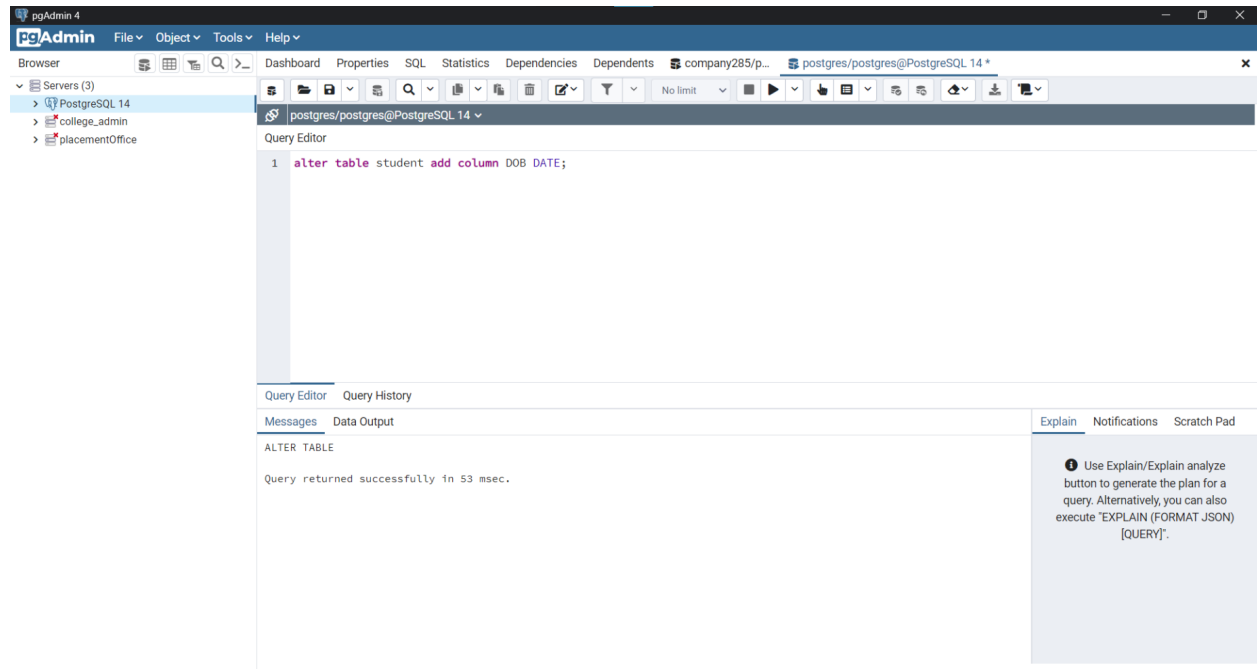 pgAdmin 4
pgAdmin File Object Tools Help
Browser
Dashboard Properties SQL Statistics Dependencies Dependents company285/p... postgres/postgres@PostgreSQL 14 *
Servers (3)
PostgreSQL 14
college_admin
placementOffice
No limit
postgres/postgres@PostgreSQL 14
Query Editor
1 alter table student add column DOB DATE;
Query Editor Query History
Messages Data Output
ALTER TABLE
Query returned successfully in 53 msec.
Explain Notifications Scratch Pad
Use Explain/Explain analyze
button to generate the plan for a
query. Alternatively, you can also
execute "EXPLAIN (FORMAT JSON)
[QUERY]".